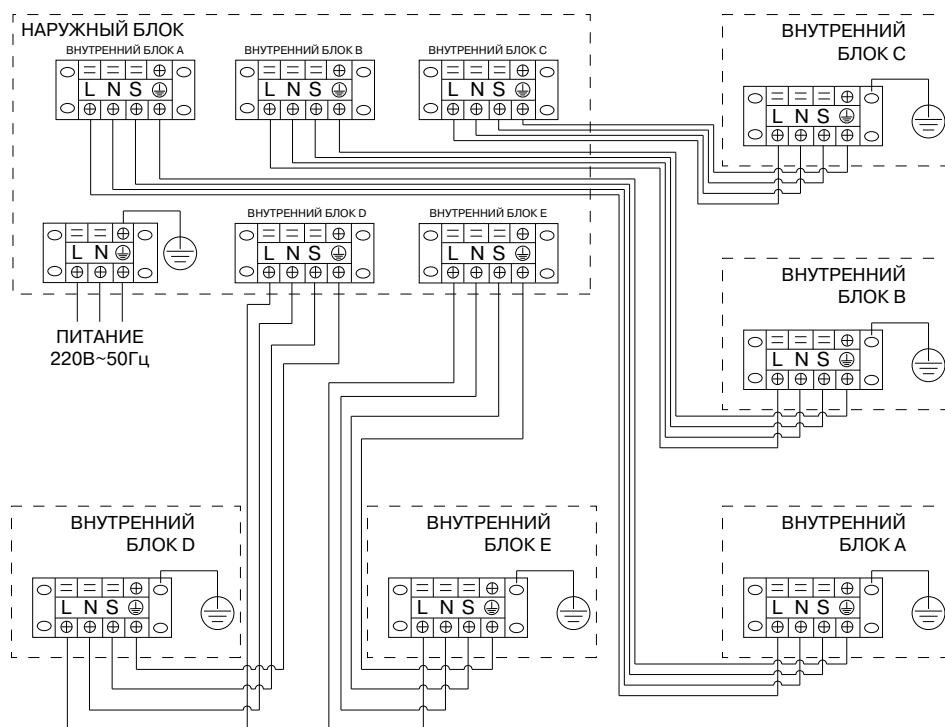 НАРУЖНЫЙ БЛОК
ВНУТРЕННИЙ БЛОК A
ВНУТРЕННИЙ БЛОК B
ВНУТРЕННИЙ БЛОК C
L N S
L N S
L N S
ВНУТРЕННИЙ
БЛОК C
L N S
ВНУТРЕННИЙ БЛОК D
ВНУТРЕННИЙ БЛОК E
L N
L N S
L N S
ПИТАНИЕ
220В~50Гц
ВНУТРЕННИЙ
БЛОК B
L N S
ВНУТРЕННИЙ
БЛОК D
L N S
ВНУТРЕННИЙ
БЛОК E
L N S
ВНУТРЕННИЙ
БЛОК A
L N S